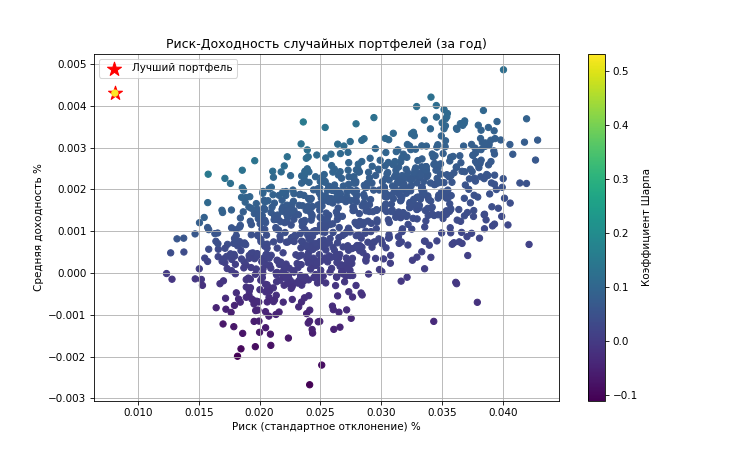 Риск-Доходность случайных портфелей (за год)
Лучший портфель
Средняя доходность %
0.005
0.004
0.003
0.002
0.001
0.000
−0.001
−0.002
−0.003
0.010 0.015 0.020 0.025 0.030 0.035 0.040
Риск (стандартное отклонение) %
0.5
0.4
0.3
0.2
0.1
0.0
−0.1
Коэффициент Шарпа